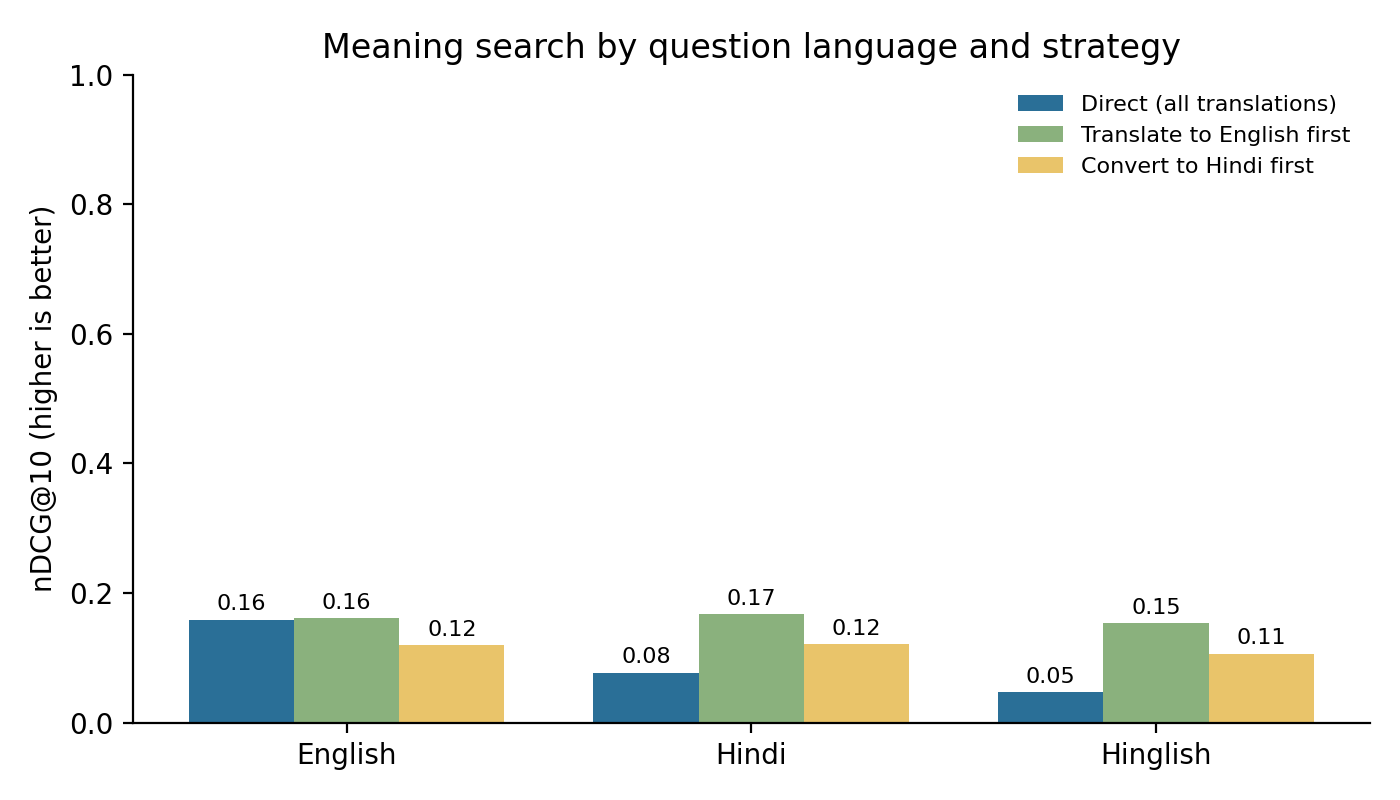 Meaning search by question language and strategy
Direct (all translations)
Translate to English first
Convert to Hindi first
nDCG@10 (higher is better)
1.0
0.8
0.6
0.4
0.2
0.0
0.16
0.16
0.12
0.08
0.17
0.12
0.05
0.15
0.11
English
Hindi
Hinglish